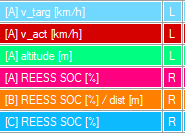 [A] v_targ [km/h] L
[A] v_act [km/h] L
[A] altitude [m] L
[A] REESS SOC [%] R
[B] REESS SOC [%] / dist [m] R
[C] REESS SOC [%] R